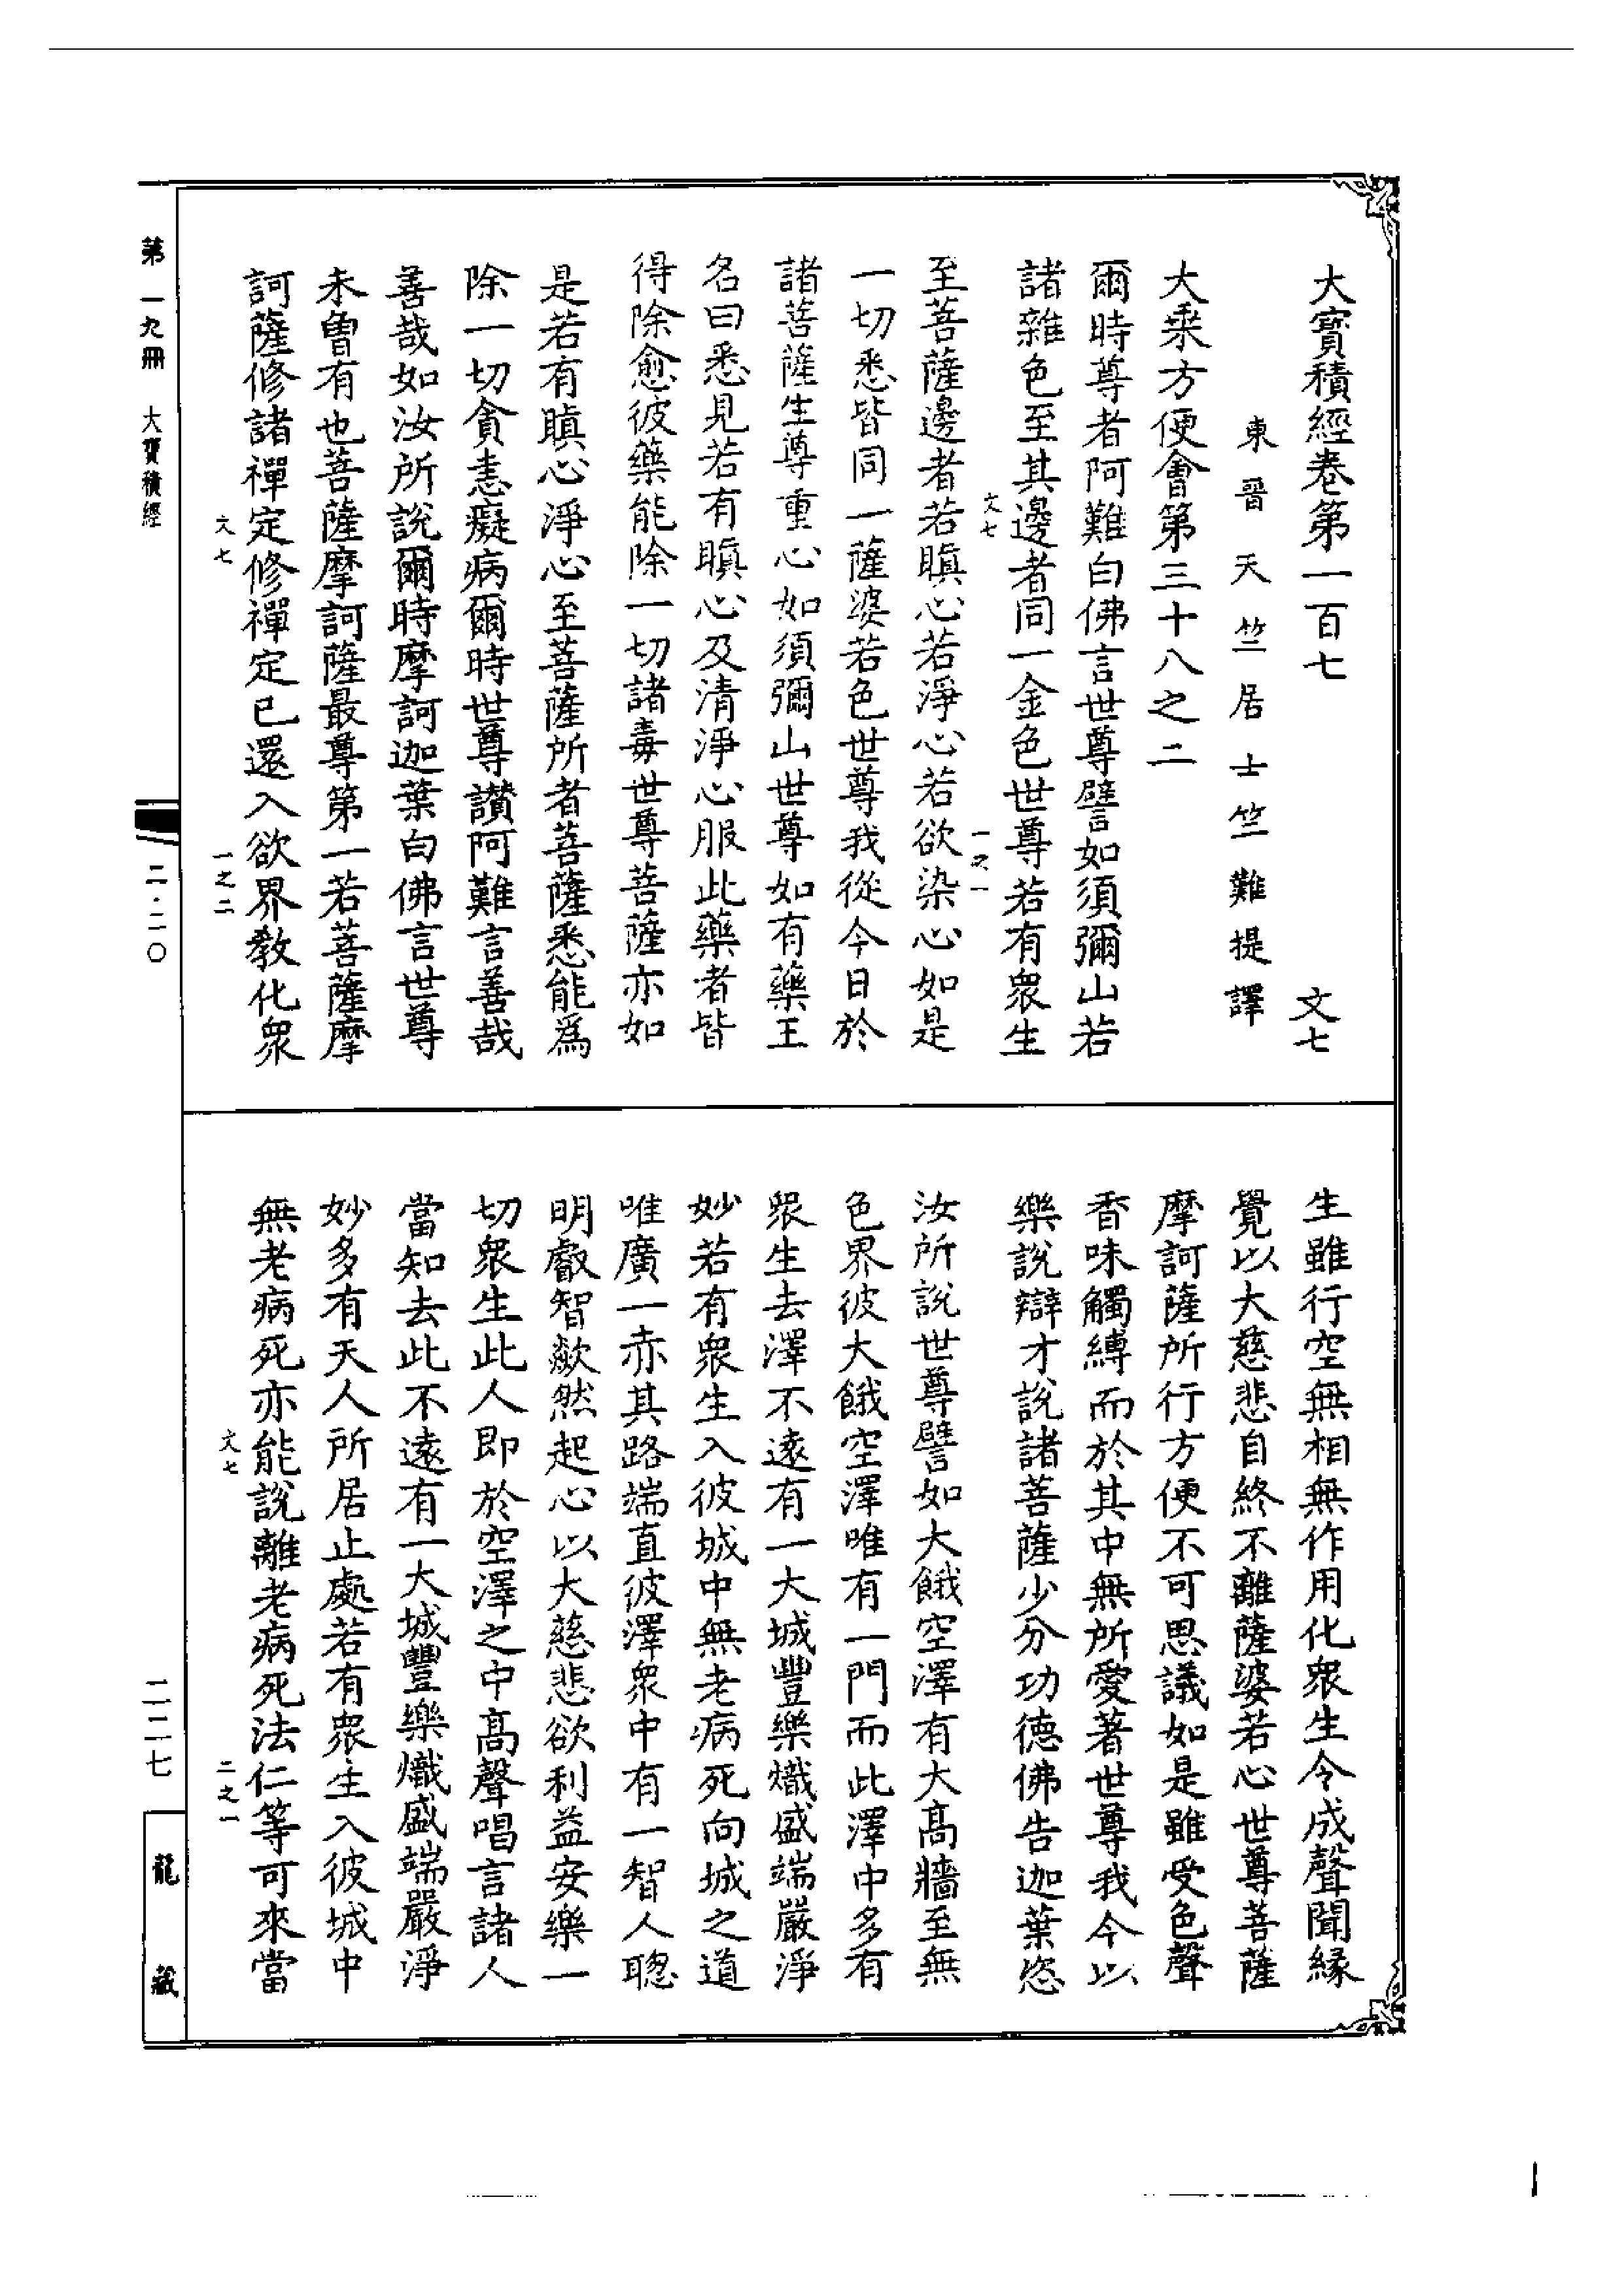 大寶積經卷第一百七　文七
東晉天竺居士竺難提譯
大乘方便會第三十八之二
爾時尊者阿難白佛言世尊譬如須彌山若
諸雜色至其邊者同一金色世尊若有衆生
文七　一之一
至菩薩邊者若瞋心若淨心若欲染心如是
一切悉皆同一薩婆若色世尊我從今日於
諸菩薩生尊重心如須彌山世尊如有藥王
名曰悉見若有瞋心及清淨心服此藥者皆
得除愈彼藥能除一切諸毒世尊菩薩亦如
是若有瞋心淨心至菩薩所者菩薩悉能爲
除一切貪恚癡病爾時世尊讃阿難言善哉
善哉如汝所說爾時摩訶迦葉白佛言世尊
未曾有也菩薩摩訶薩最尊第一若菩薩摩
訶薩修諸禪定修禪定已還入欲界敎化衆
文七　一之二
生雖行空無相無作用化衆生令成聲聞緣
覺以大慈悲自終不離薩婆若心世尊菩薩
摩訶薩所行方便不可思議如是雖受色聲
香味觸縛而於其中無所愛著世尊我今以
樂說辯才說諸菩薩少分功德佛告迦葉恣
汝所說世尊譬如大餓空澤有大高牆至無
色界彼大餓空澤唯有一門而此澤中多有
衆生去澤不遠有一大城豐樂熾盛端嚴淨
妙若有衆生入彼城中無老病死向城之道
唯廣一赤其路端直彼澤衆中有一智人聰
明叡智歘然起心以大慈悲欲利益安樂一
切衆生此人即於空澤之中高聲唱言諸人
當知去此不遠有一大城豐樂熾盛端嚴淨
妙多有天人所居止處若有衆生入彼城中
無老病死亦能說離老病死法仁等可來當
文七　二之一
第一九冊　大寶積經
二·二〇
二二七
龍藏